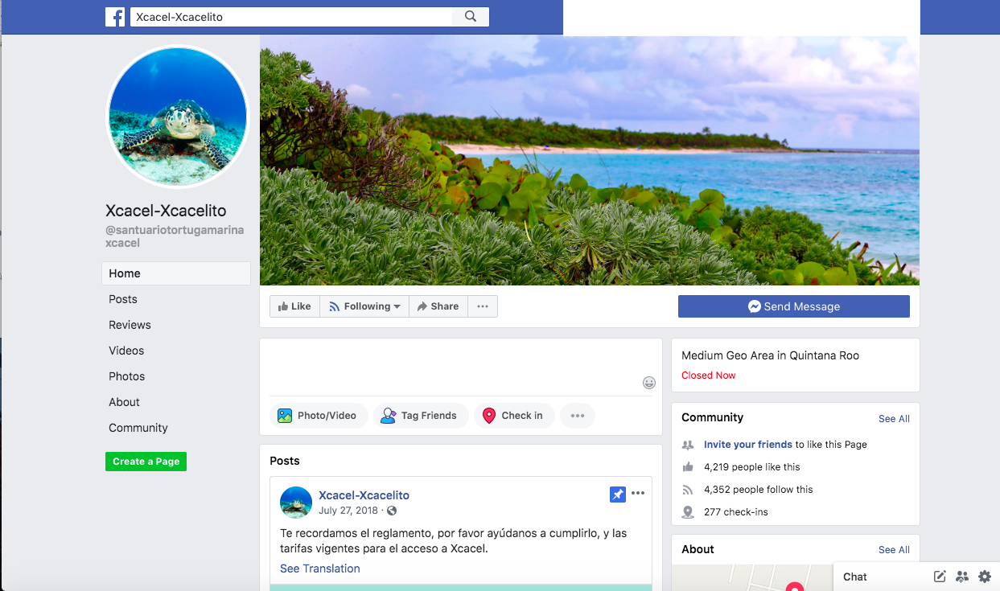 Xcacel-Xcacelito
Xcacel-Xcacelito
@santuariotortugamarina
xcacel
Home
Posts
Reviews
Videos
Photos
About
Community
Create a Page
Like
Following
Share
Send Message
Photo/Video
Tag Friends
Check in
Posts
Xcacel-Xcacelito
July 27, 2018 ·
Te recordamos el reglamento, por favor ayúdanos a cumplirlo, y las
tarifas vigentes para el acceso a Xcacel.
See Translation
Medium Geo Area in Quintana Roo
Closed Now
Community See All
Invite your friends to like this Page
4,219 people like this
4,352 people follow this
277 check-ins
About See All
Chat